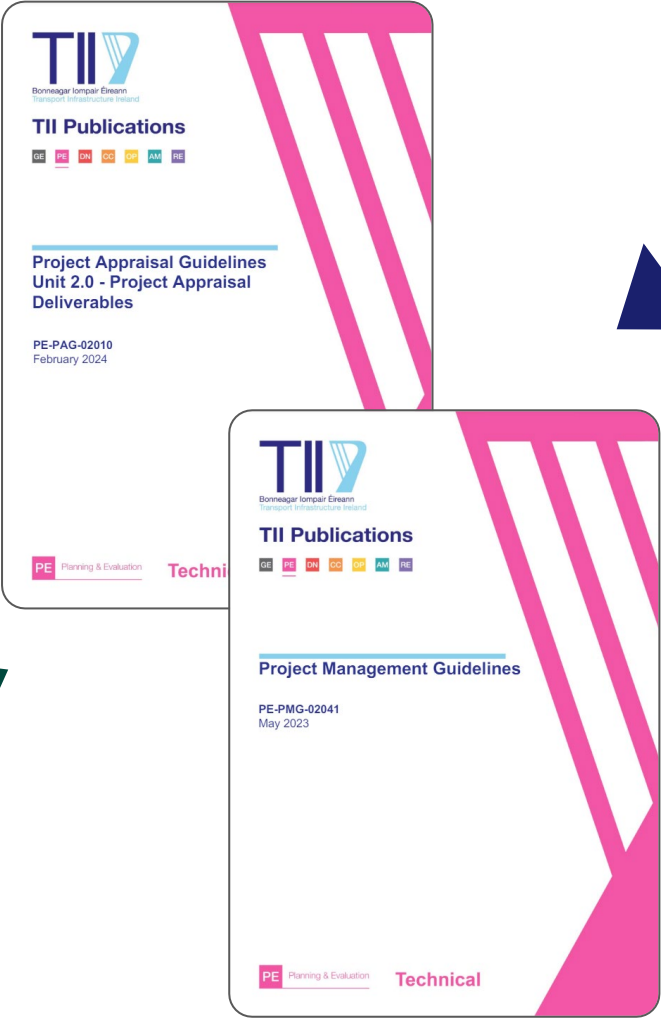 TII
Bonneagar Iompair Éireann
Transport Infrastructure Ireland
TII Publications
GE PE DN CC OP AM RE
Project Appraisal Guidelines
Unit 2.0 - Project Appraisal
Deliverables
PE-PAG-02010
February 2024
PE Planning & Evaluation Techni
TII
Bonneagar Iompair Éireann
Transport Infrastructure Ireland
TII Publications
GE PE DN CC OP AM RE
Project Management Guidelines
PE-PMG-02041
May 2023
PE Planning & Evaluation Technical